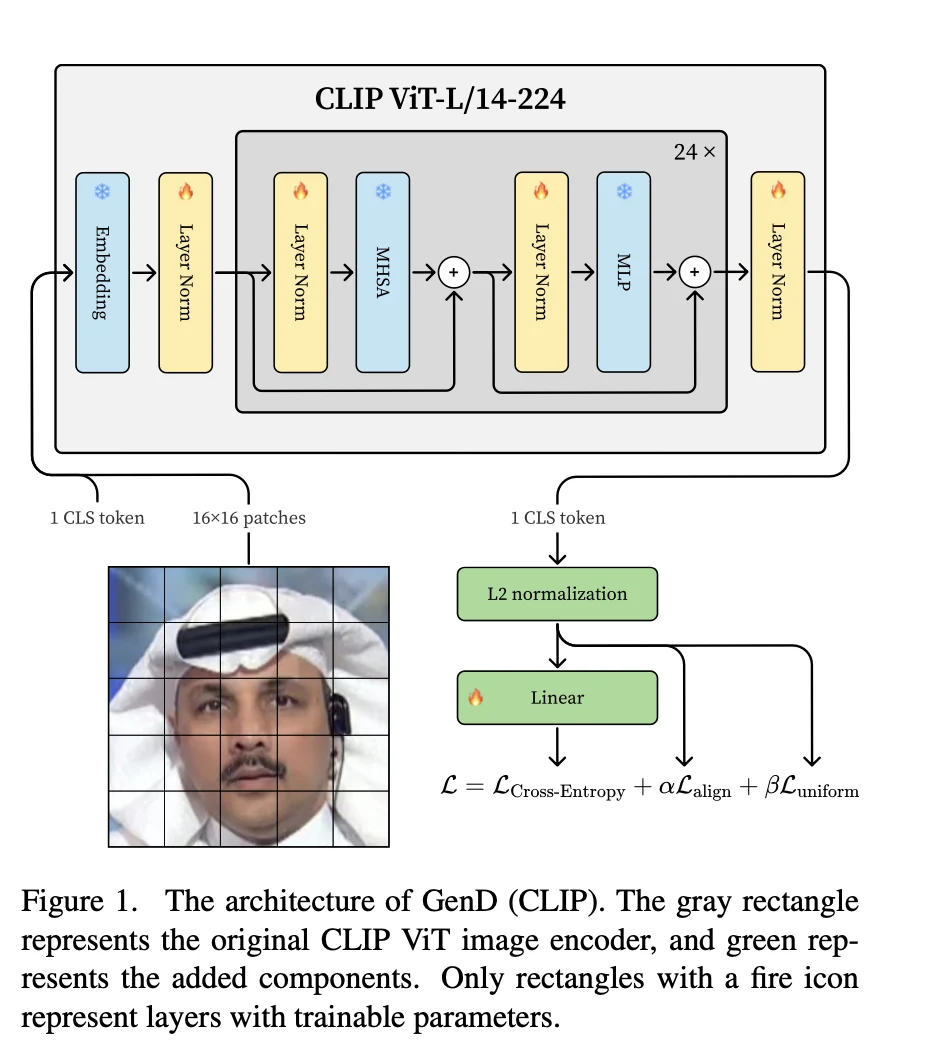 CLIP ViT-L/14-224
24 ×
Embedding
Layer Norm
Layer Norm
MHSA
+
Layer Norm
MLP
+
Layer Norm
1 CLS token
16×16 patches
1 CLS token
L2 normalization
Linear
ℒ = ℒCross-Entropy + αℒalign + βℒuniform
Figure 1. The architecture of GenD (CLIP). The gray rectangle
represents the original CLIP ViT image encoder, and green rep-
resents the added components. Only rectangles with a fire icon
represent layers with trainable parameters.